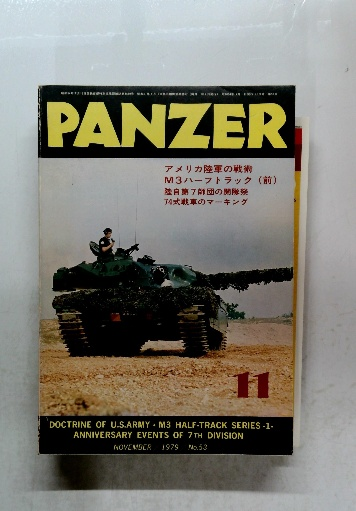 PANZER
アメリカ陸軍の戦術
M3ハーフトラック (前)
陸自第7師団の開隊祭
74式戦車のマーキング
11
DOCTRINE OF U.S.ARMY・M3 HALF-TRACK SERIES-1-
ANNIVERSARY EVENTS OF 7TH DIVISION
NOVEMBER 1979 No.53